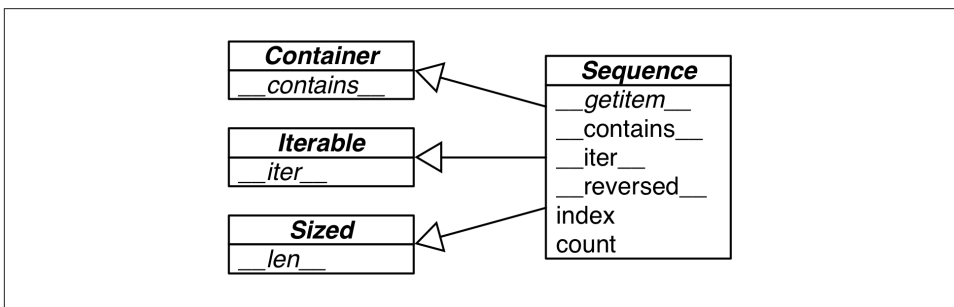 Container
__contains__
Iterable
__iter__
Sized
__len__
Sequence
__getitem__
__contains__
__iter__
__reversed__
index
count